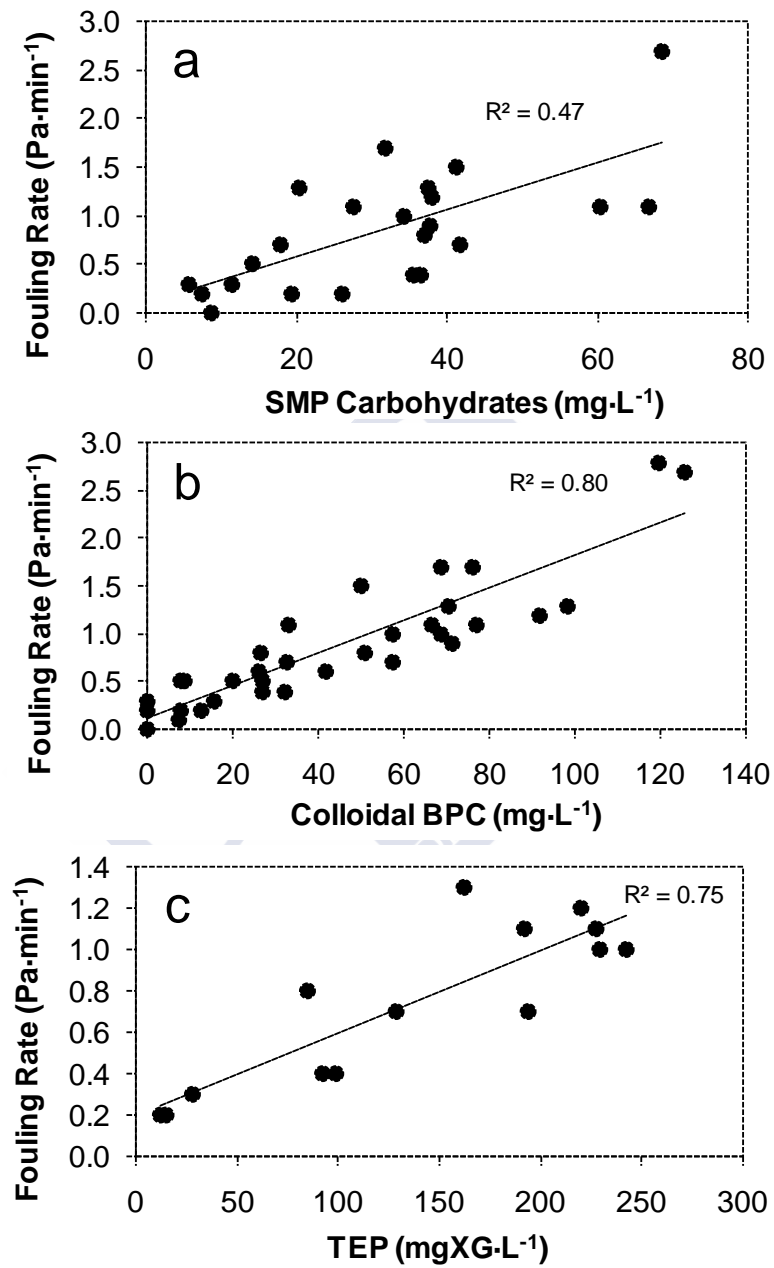 3.0
a
2.5
R² = 0.47
2.0
1.5
1.0
0.5
0.0
Fouling Rate (Pa·min⁻¹)
0 20 40 60 80
SMP Carbohydrates (mg·L⁻¹)
3.0
b
2.5
R² = 0.80
2.0
1.5
1.0
0.5
0.0
Fouling Rate (Pa·min⁻¹)
0 20 40 60 80 100 120 140
Colloidal BPC (mg·L⁻¹)
1.4
c
R² = 0.75
1.2
1.0
0.8
0.6
0.4
0.2
0.0
Fouling Rate (Pa·min⁻¹)
0 50 100 150 200 250 300
TEP (mgXG·L⁻¹)